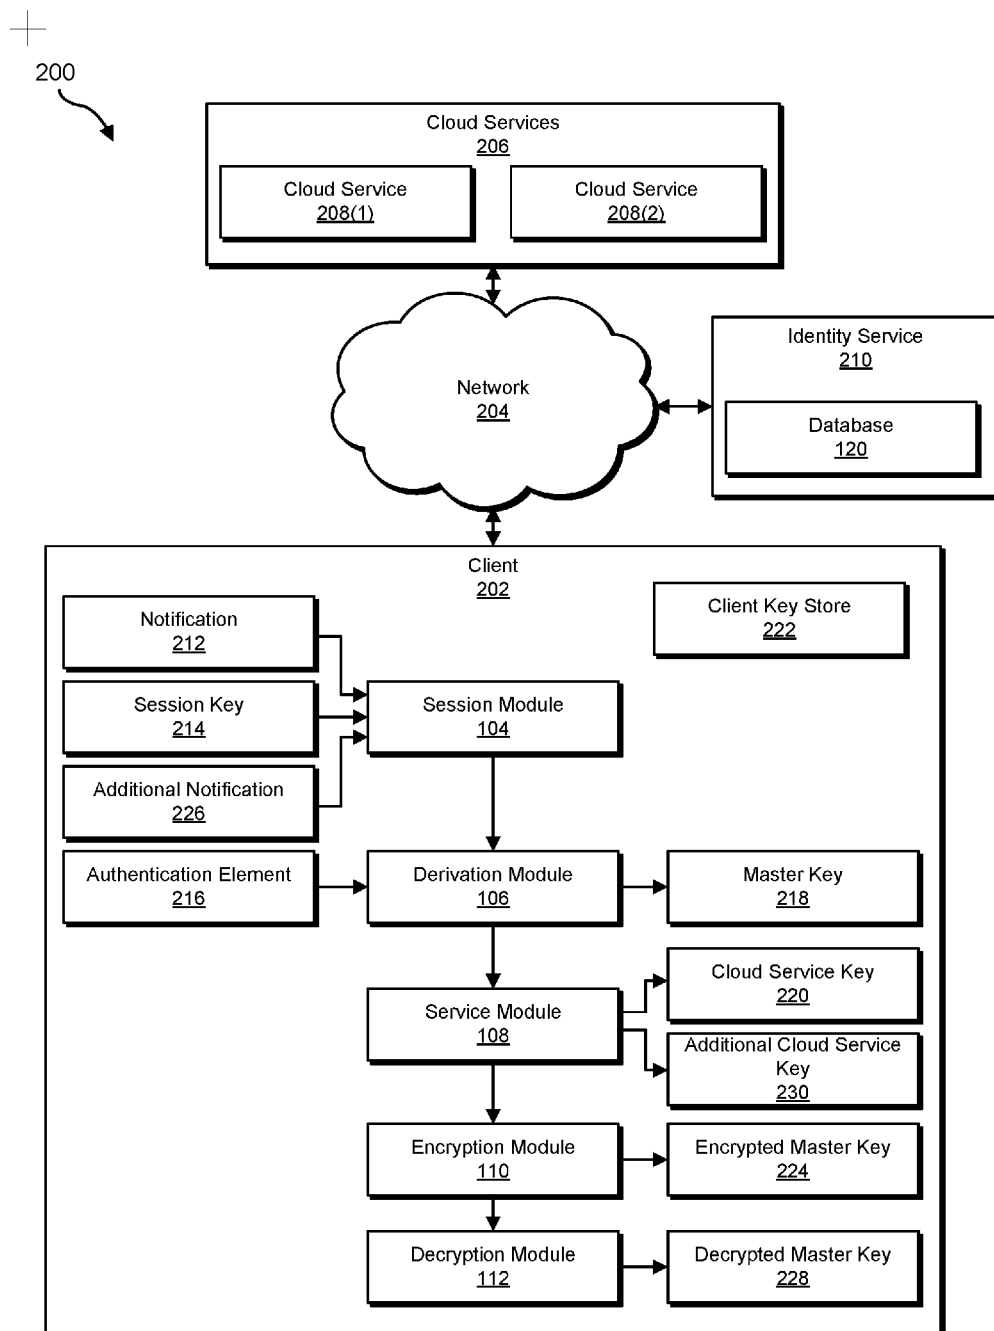 200
Cloud Services
206
Cloud Service
208(1)
Cloud Service
208(2)
Network
204
Identity Service
210
Database
120
Client
202
Client Key Store
222
Notification
212
Session Key
214
Additional Notification
226
Session Module
104
Authentication Element
216
Derivation Module
106
Master Key
218
Service Module
108
Cloud Service Key
220
Additional Cloud Service
Key
230
Encryption Module
110
Encrypted Master Key
224
Decryption Module
112
Decrypted Master Key
228